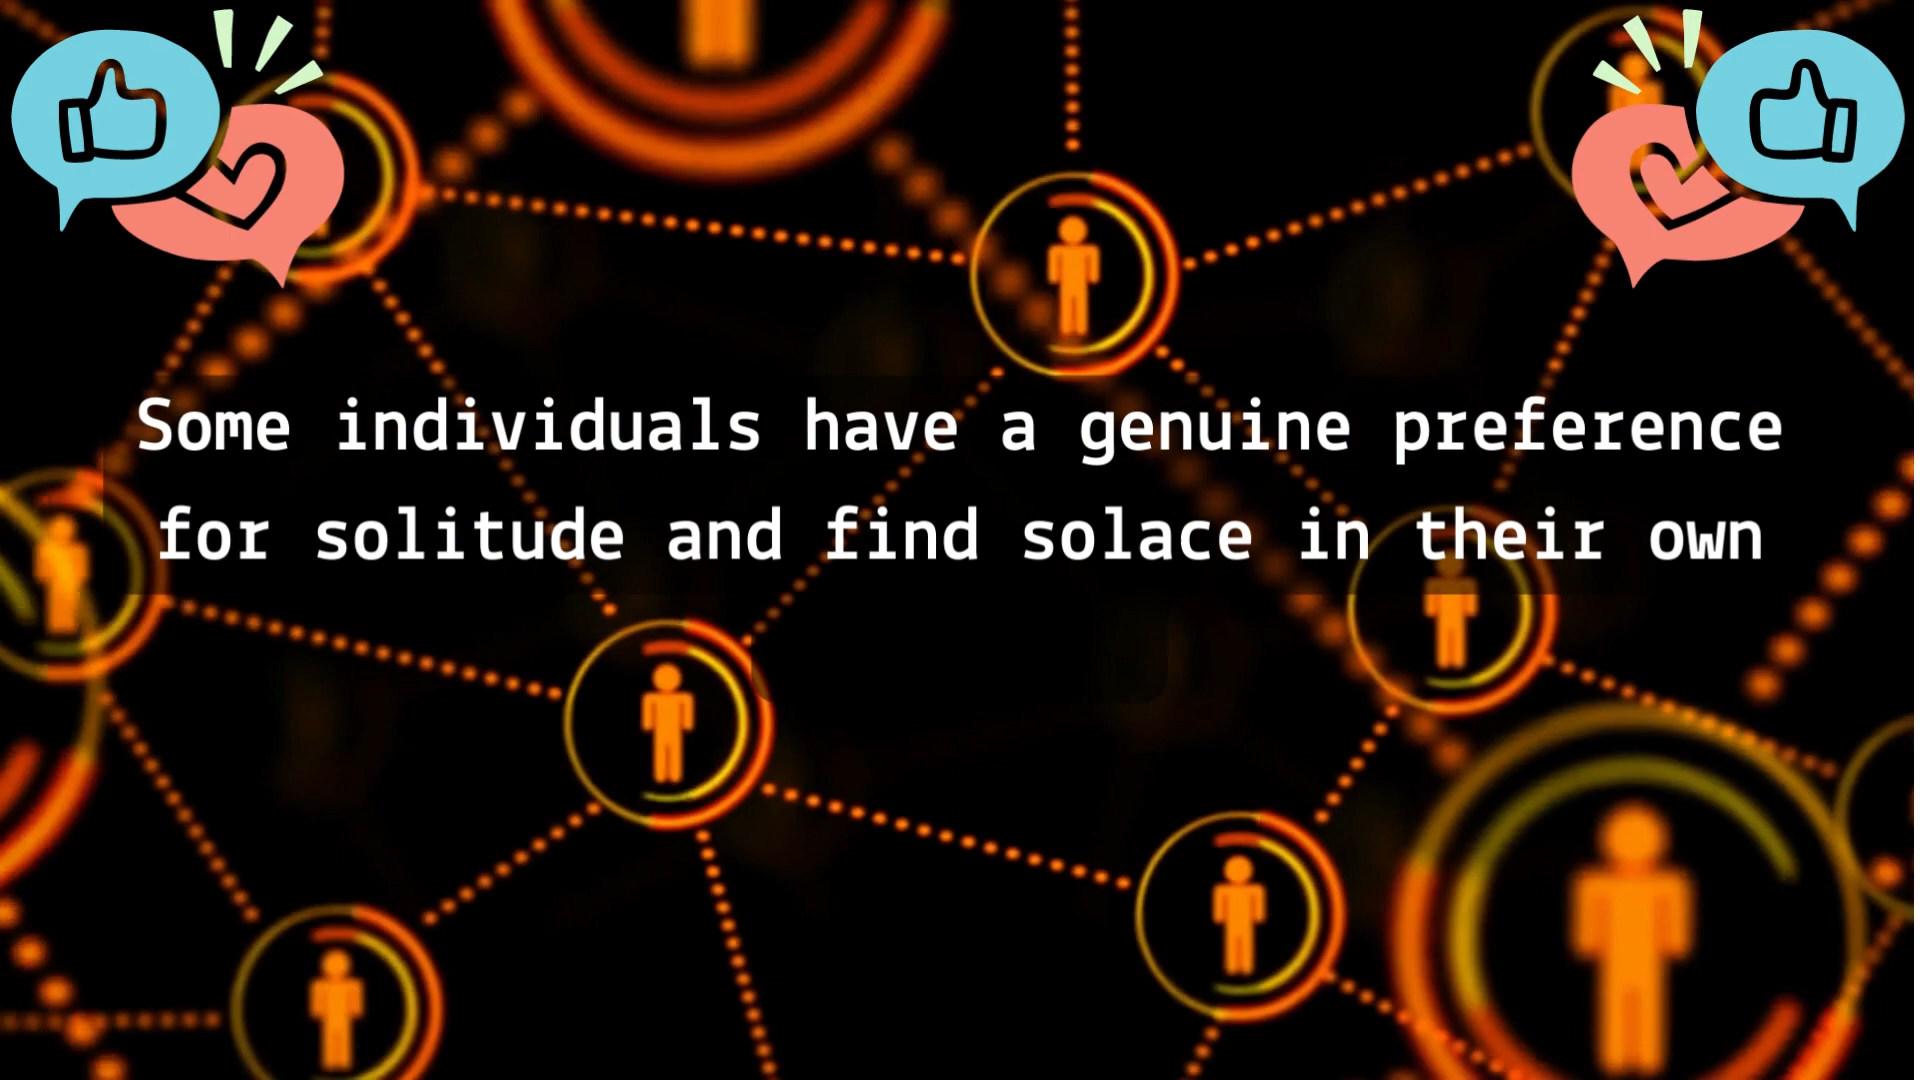 Some individuals have a genuine preference
for solitude and find solace in their own